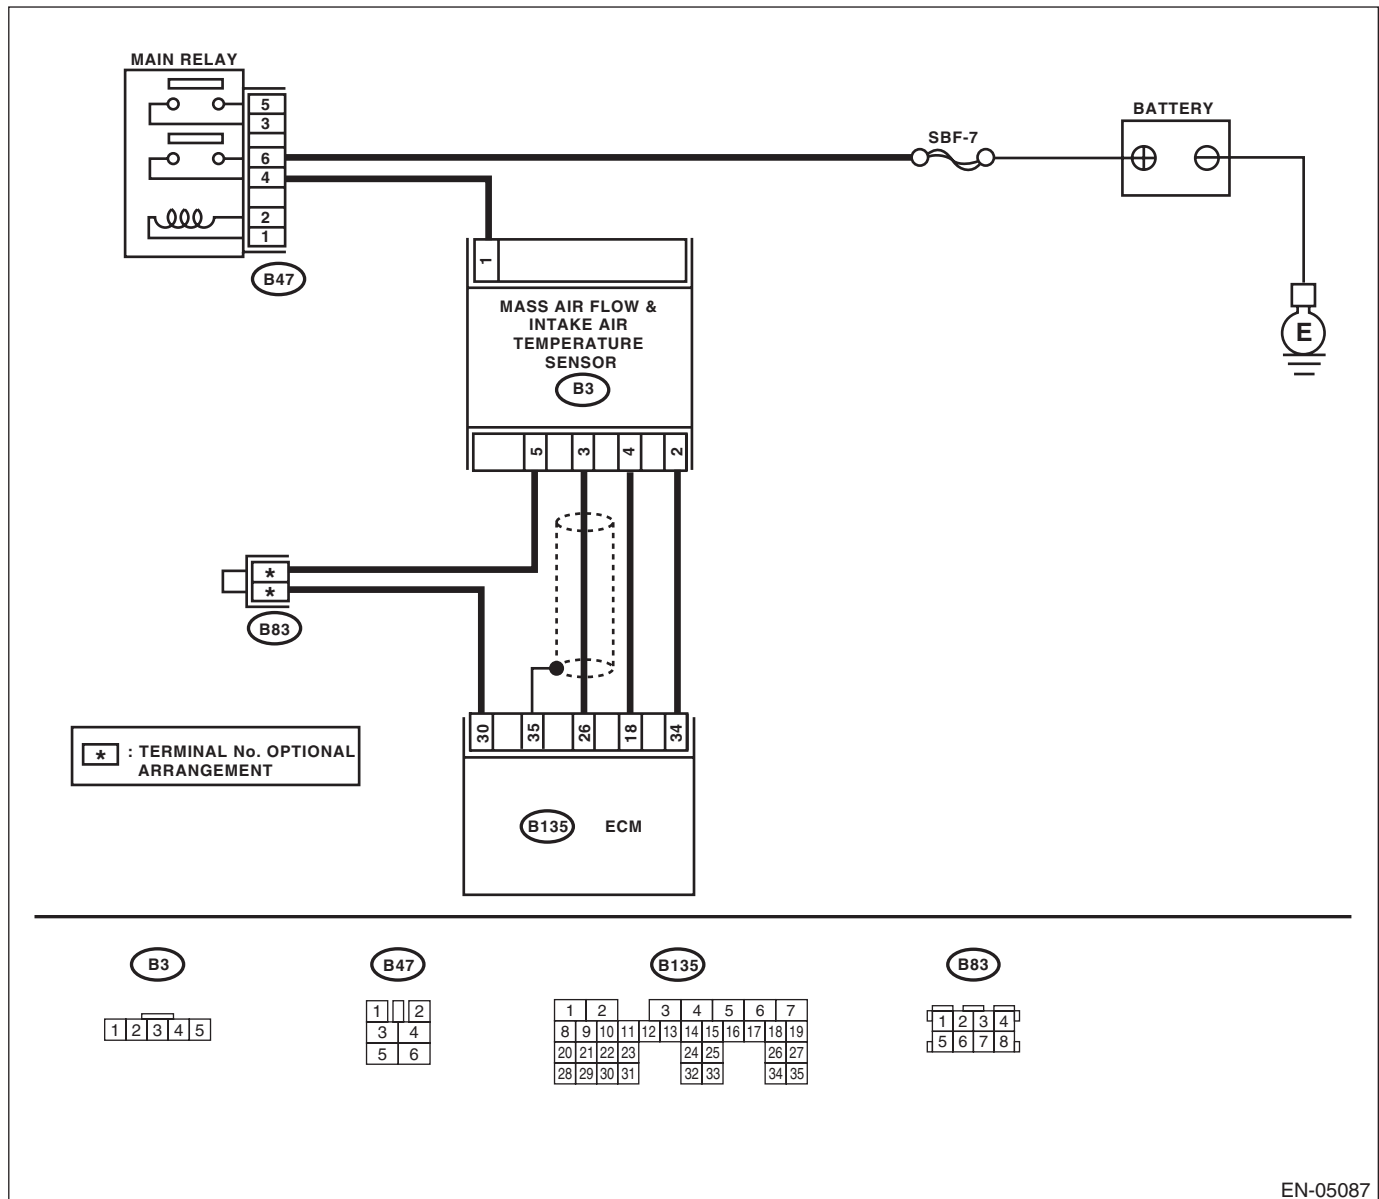 MAIN RELAY
5
3
6
4
2
1
B47
SBF-7
BATTERY
E
1
MASS AIR FLOW &
INTAKE AIR
TEMPERATURE
SENSOR
B3
5 3 4 2
*
*
B83
30 35 26 18 34
* : TERMINAL No. OPTIONAL
ARRANGEMENT
B135 ECM
B3
1 2 3 4 5
B47
1 2
3 4
5 6
B135
1 2 3 4 5 6 7
8 9 10 11 12 13 14 15 16 17 18 19
20 21 22 23 24 25 26 27
28 29 30 31 32 33 34 35
B83
1 2 3 4
5 6 7 8
EN-05087